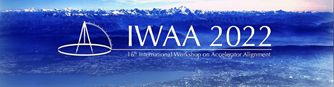 IWAA 2022
16th International Workshop on Accelerator Alignment